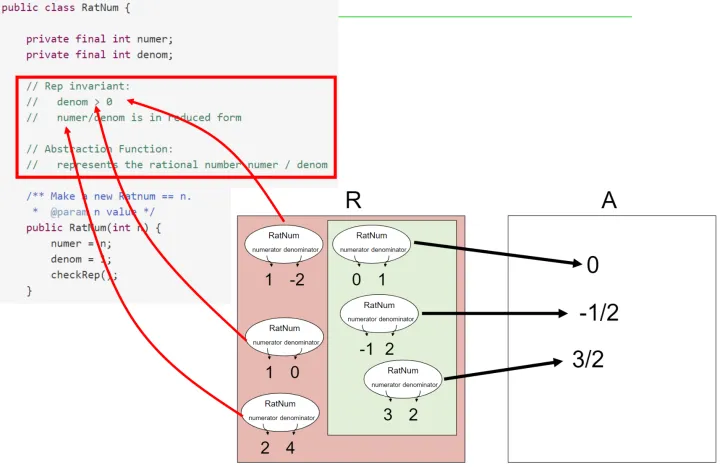 public class RatNum {
private final int numer;
private final int denom;
// Rep invariant:
// denom > 0
// numer/denom is in reduced form
// Abstraction Function:
// represents the rational number numer / denom
/** Make a new Ratnum == n.
* @param n value */
public RatNum(int n) {
numer = n;
denom = 1;
checkRep();
}
R
A
RatNum
numerator denominator
1 -2
RatNum
numerator denominator
0 1
0
RatNum
numerator denominator
-1 2
-1/2
RatNum
numerator denominator
1 0
RatNum
numerator denominator
3 2
3/2
RatNum
numerator denominator
2 4